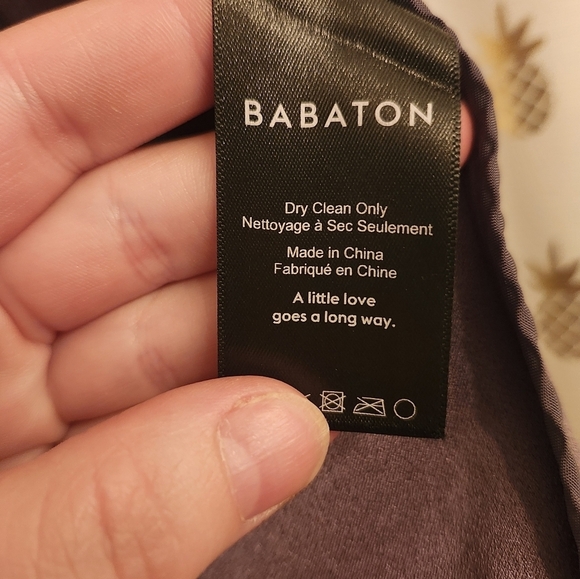 BABATON
Dry Clean Only
Nettoyage à Sec Seulement
Made in China
Fabriqué en Chine
A little love
goes a long way.